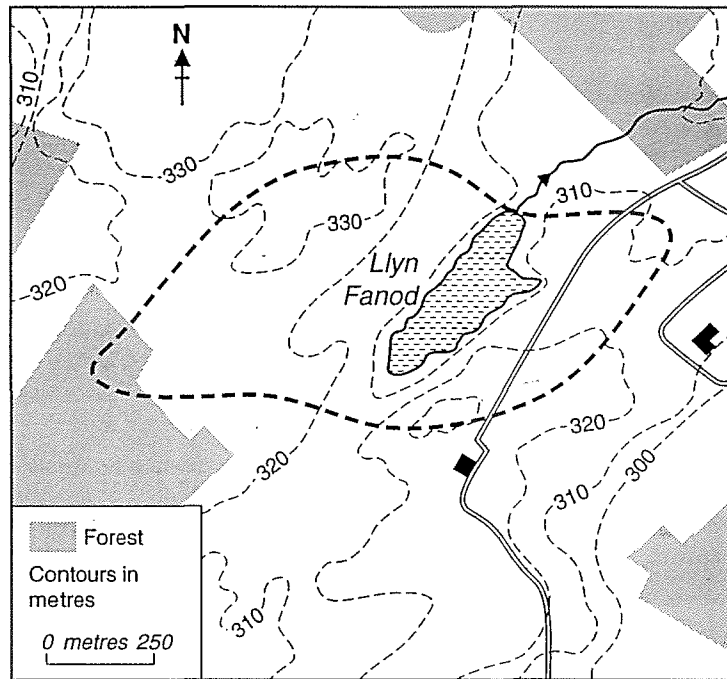 N
310
330
330
310
Llyn
Fanod
320
320
320
310
300
310
Forest
Contours in
metres
0 metres 250